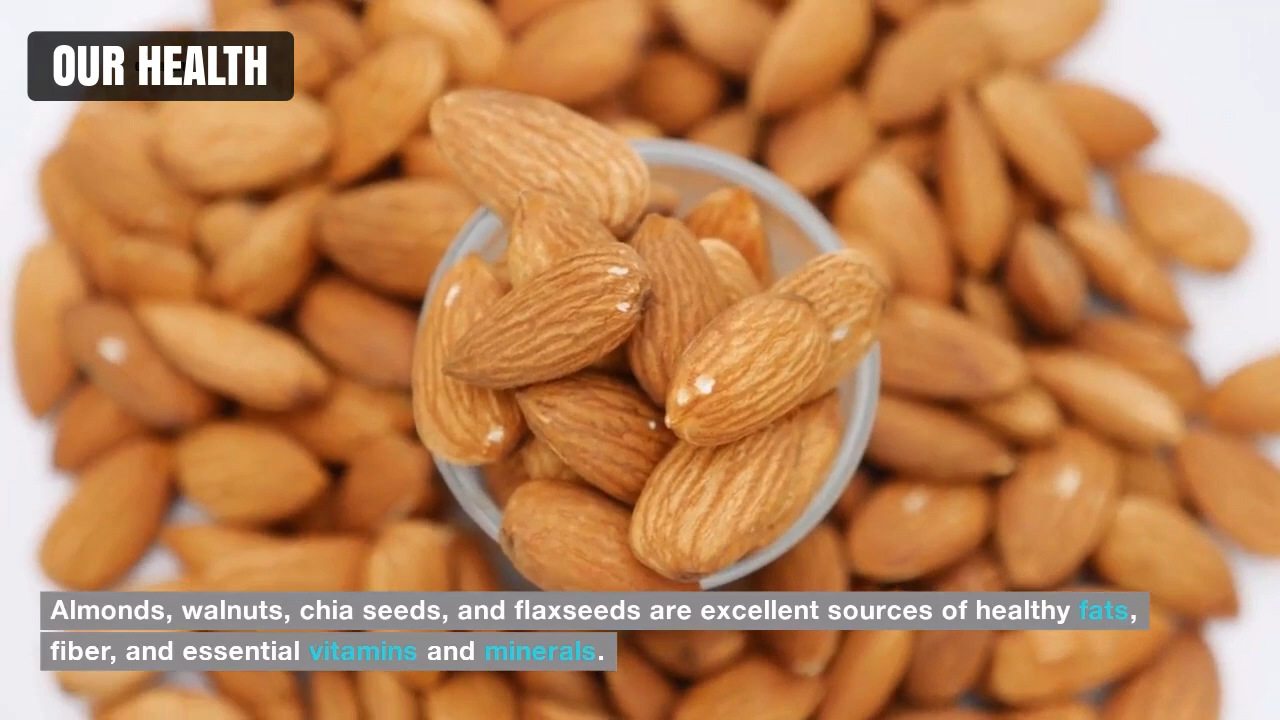 OUR HEALTH
Almonds, walnuts, chia seeds, and flaxseeds are excellent sources of healthy fats,
fiber, and essential vitamins and minerals.